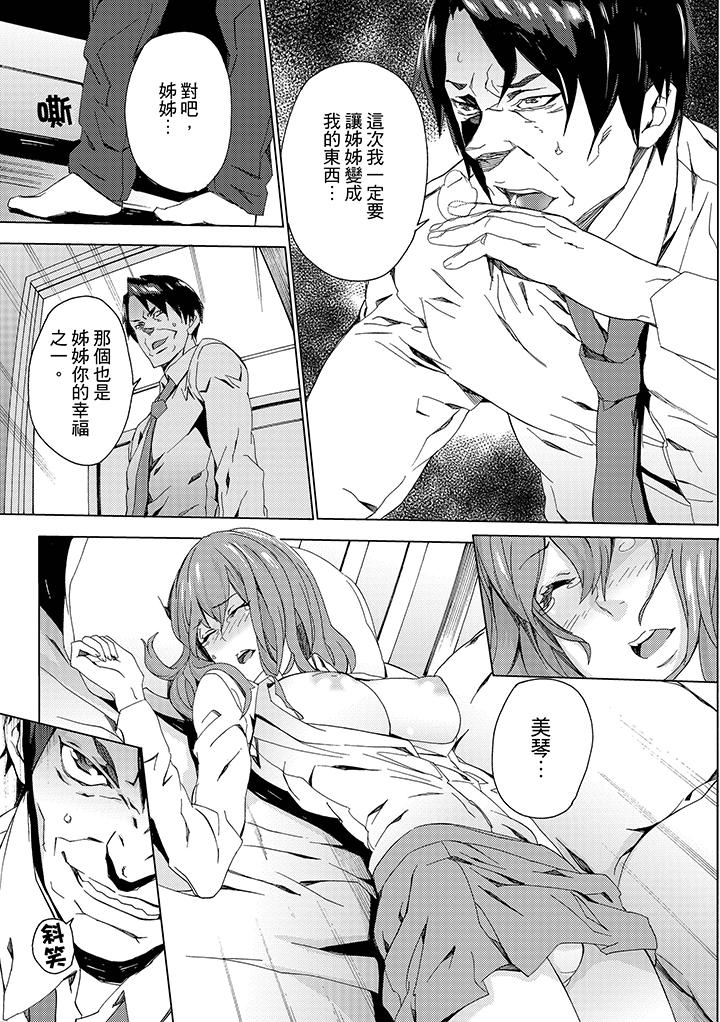 這次我一定要
讓姊姊變成
我的東西…
對吧，
姊姊…
那個也是
姊姊你的幸福
之一。
美琴…
斜笑